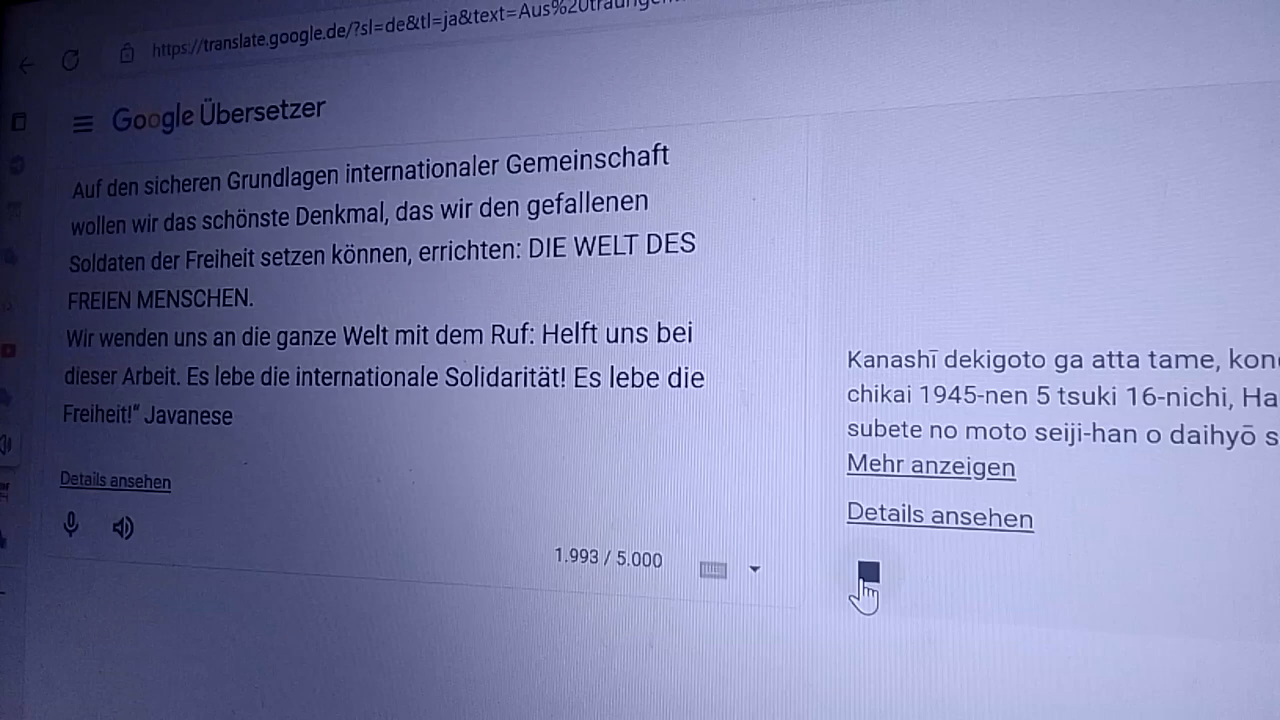 https://translate.google.de/?sl=de&tl=ja&text=Aus%20traurigem
Google Übersetzer
Auf den sicheren Grundlagen internationaler Gemeinschaft
wollen wir das schönste Denkmal, das wir den gefallenen
Soldaten der Freiheit setzen können, errichten: DIE WELT DES
FREIEN MENSCHEN.
Wir wenden uns an die ganze Welt mit dem Ruf: Helft uns bei
dieser Arbeit. Es lebe die internationale Solidarität! Es lebe die
Freiheit!“ Javanese
Details ansehen
1.993 / 5.000
Kanashī dekigoto ga atta tame, kon
chikai 1945-nen 5 tsuki 16-nichi, Ha
subete no moto seiji-han o daihyō s
Mehr anzeigen
Details ansehen